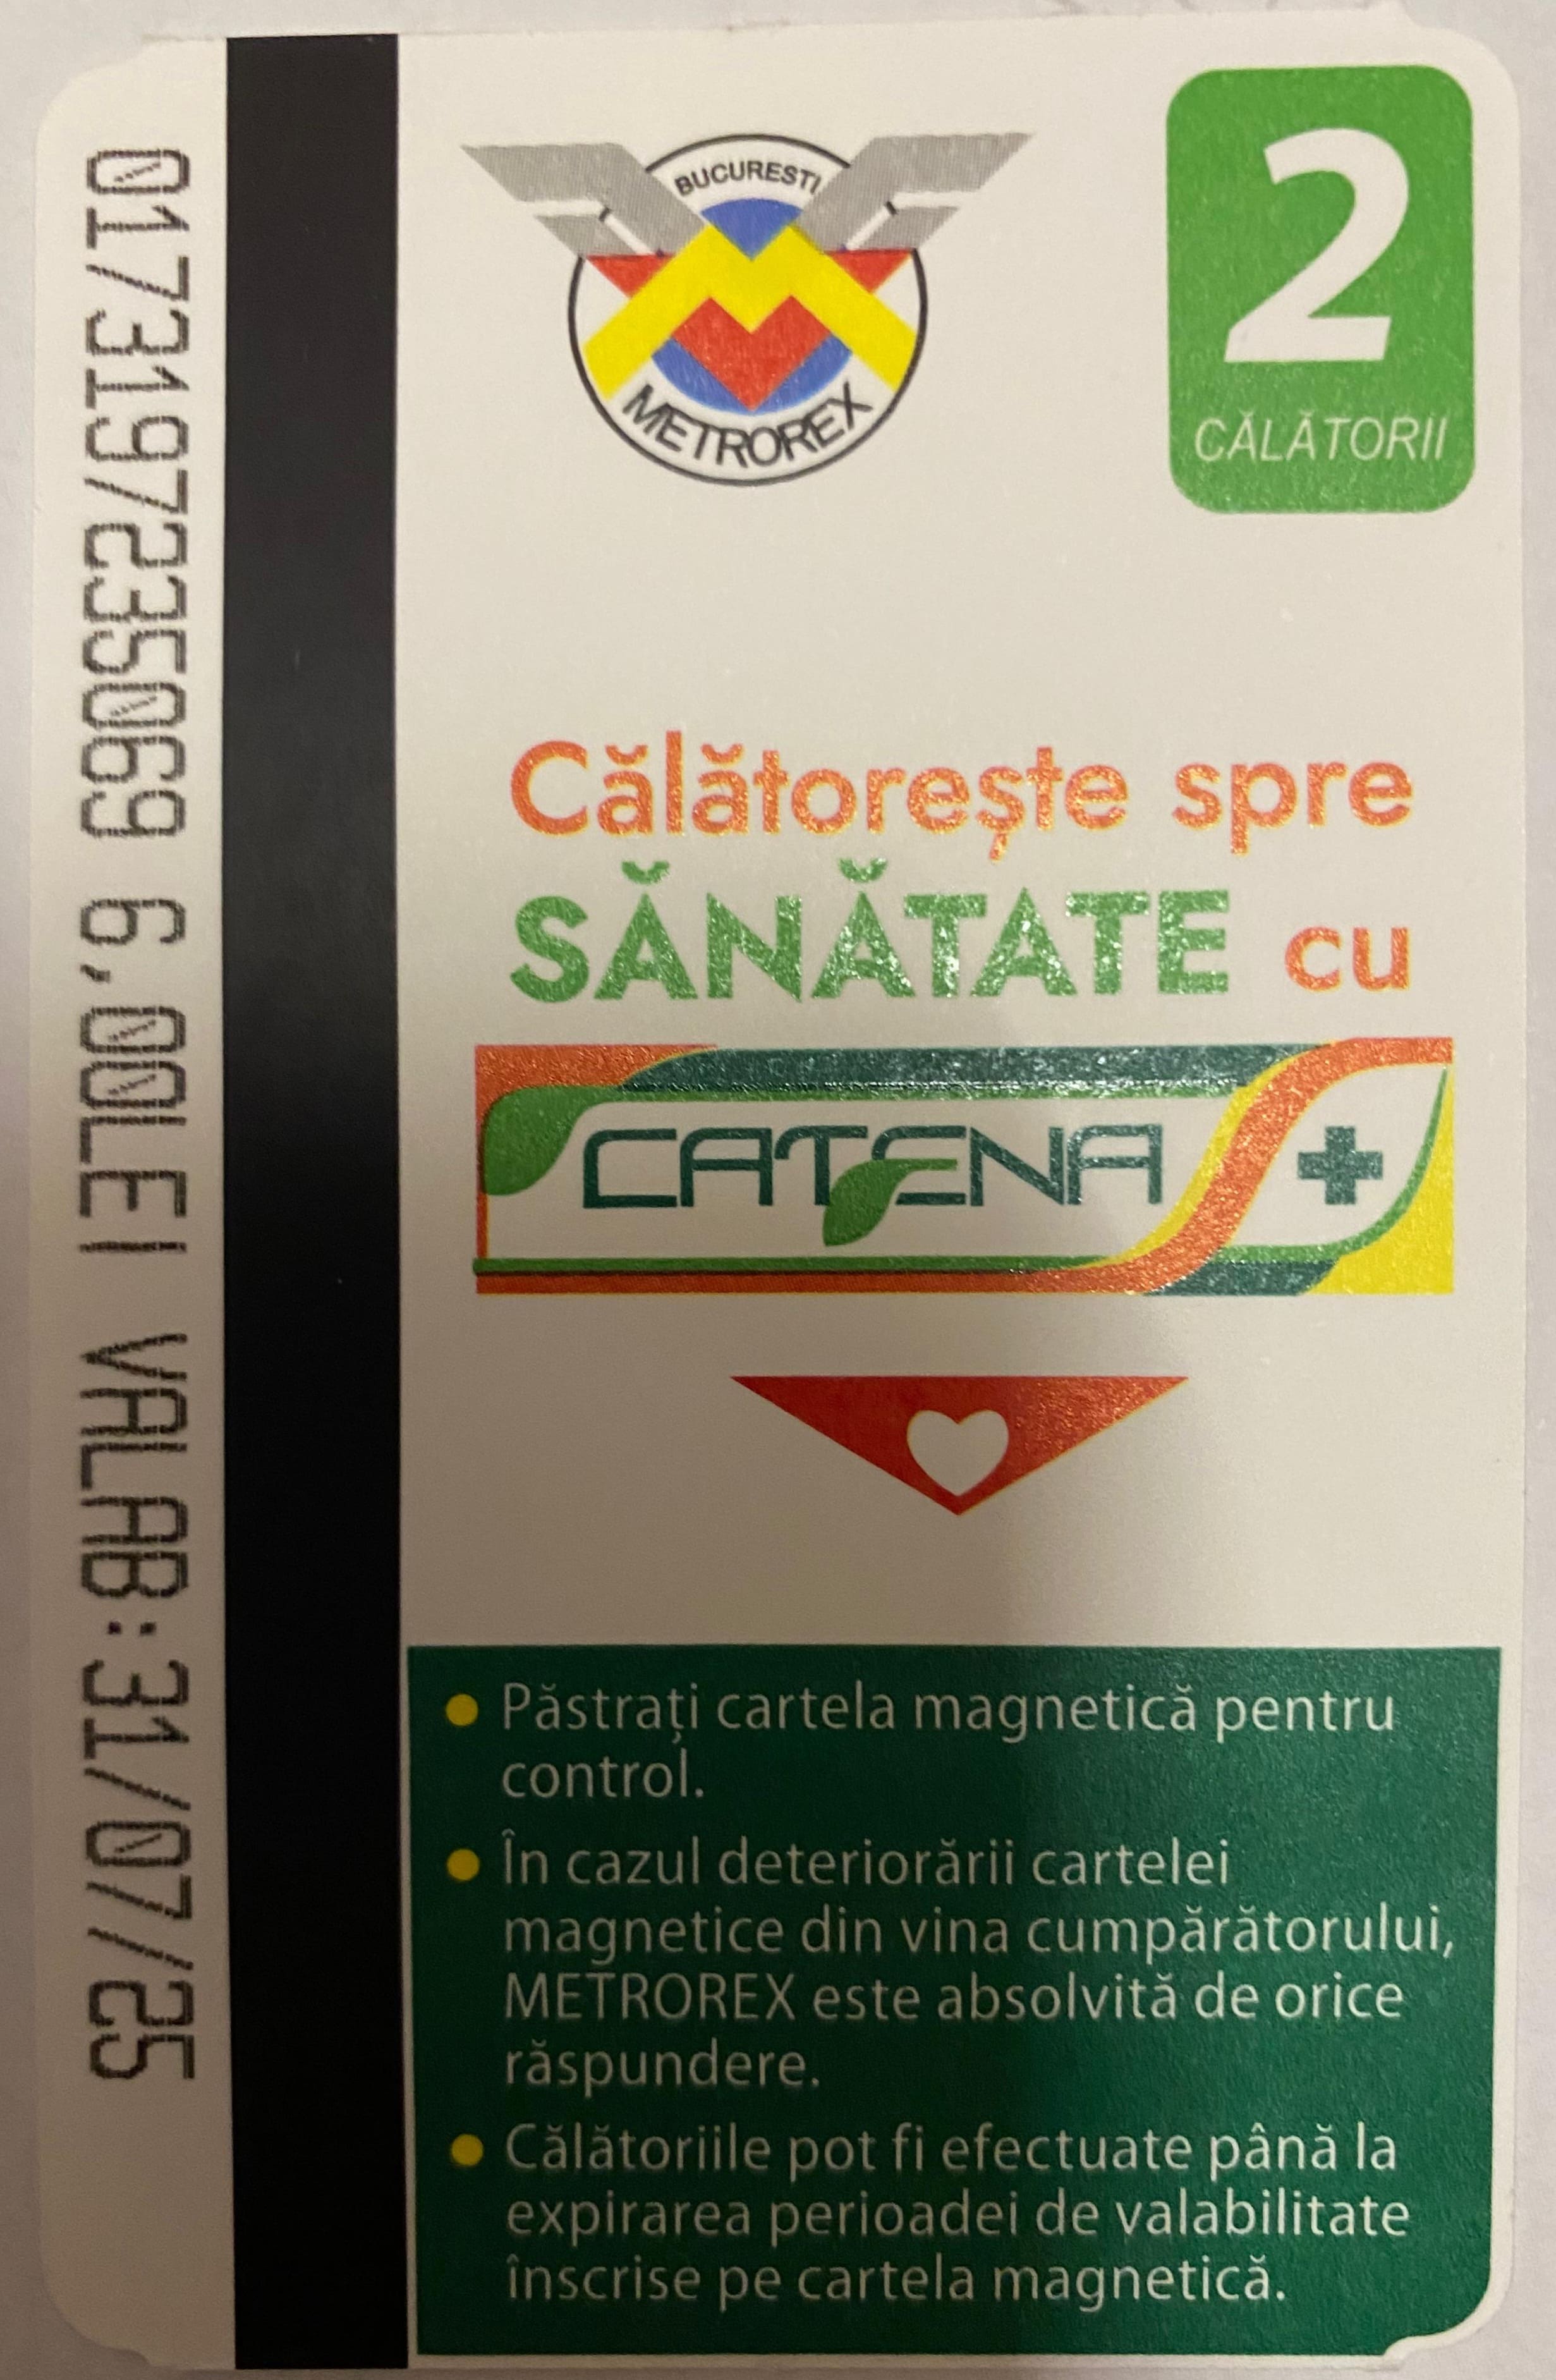 BUCURESTI
METROREX
2
CĂLĂTORII
Călătorește spre
SĂNĂTATE cu
CATENA
0173197235069 6,00LEI VALAB:31/07/25
Păstrați cartela magnetică pentru
control.
În cazul deteriorării cartelei
magnetice din vina cumpărătorului,
METROREX este absolvită de orice
răspundere.
Călătoriile pot fi efectuate până la
expirarea perioadei de valabilitate
înscrise pe cartela magnetică.